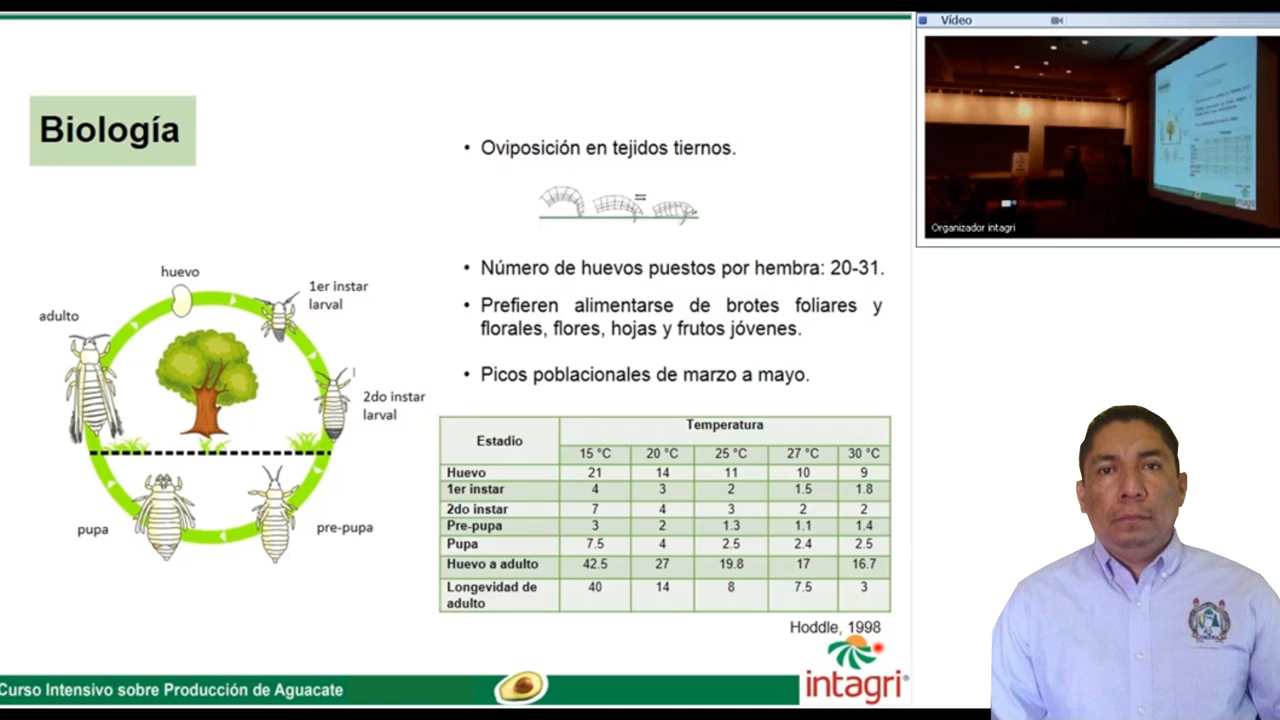 Vídeo
Organizador intagri
Biología
• Oviposición en tejidos tiernos.
=
• Número de huevos puestos por hembra: 20-31.
• Prefieren alimentarse de brotes foliares y
florales, flores, hojas y frutos jóvenes.
• Picos poblacionales de marzo a mayo.
huevo
1er instar
larval
adulto
2do instar
larval
pupa
pre-pupa
Estadio Temperatura
15 °C 20 °C 25 °C 27 °C 30 °C
Huevo 21 14 11 10 9
1er instar 4 3 2 1.5 1.8
2do instar 7 4 3 2 2
Pre-pupa 3 2 1.3 1.1 1.4
Pupa 7.5 4 2.5 2.4 2.5
Huevo a adulto 42.5 27 19.8 17 16.7
Longevidad de
adulto 40 14 8 7.5 3
Hoddle, 1998
Curso Intensivo sobre Producción de Aguacate
intagri®